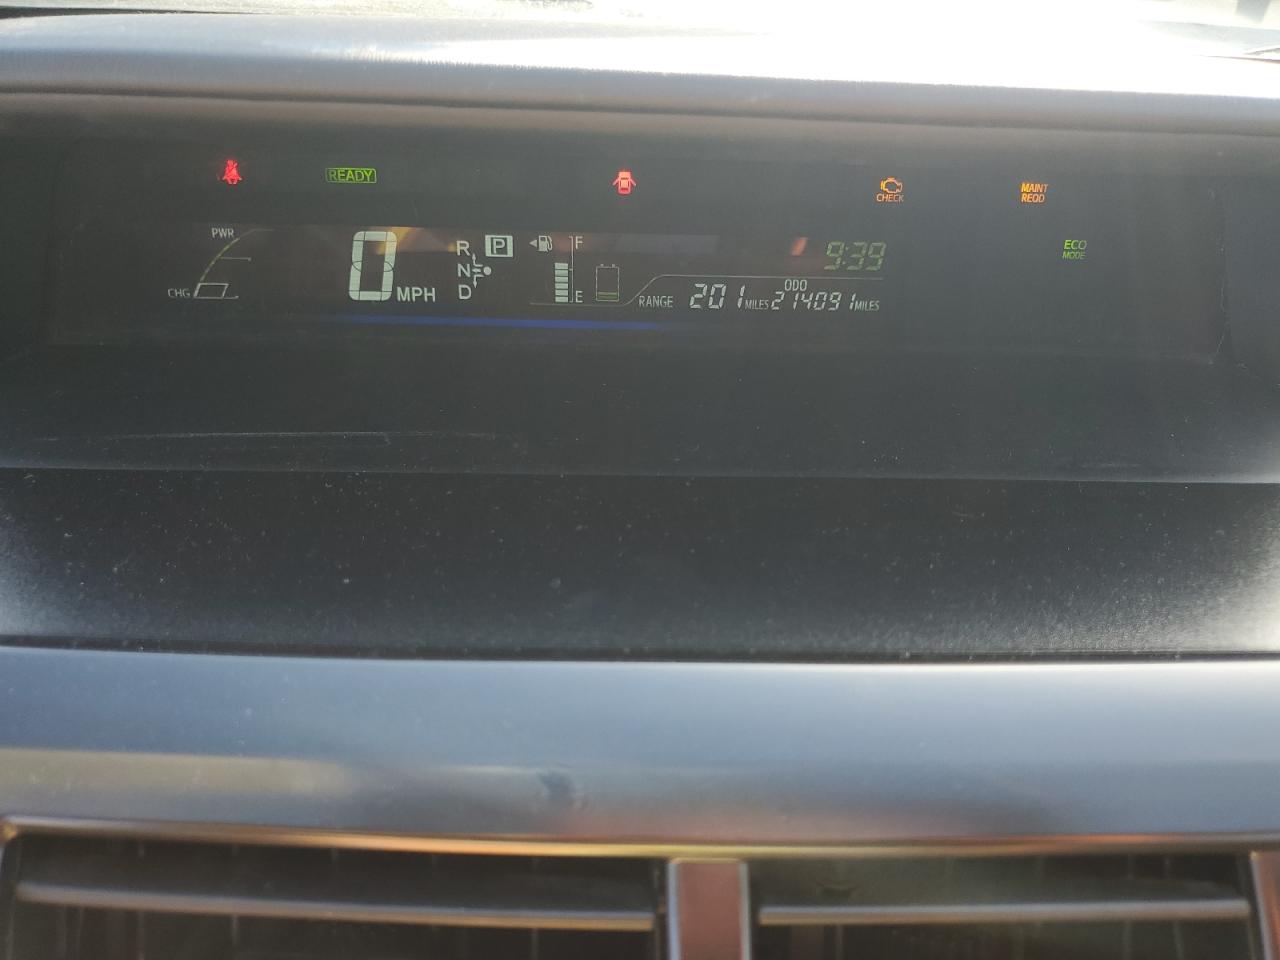 READY
CHECK
MAINT
REQD
PWR
CHG
0 MPH
R P
N
D
F
E
9:39
ECO
MODE
RANGE 201 MILES
ODO
214091 MILES